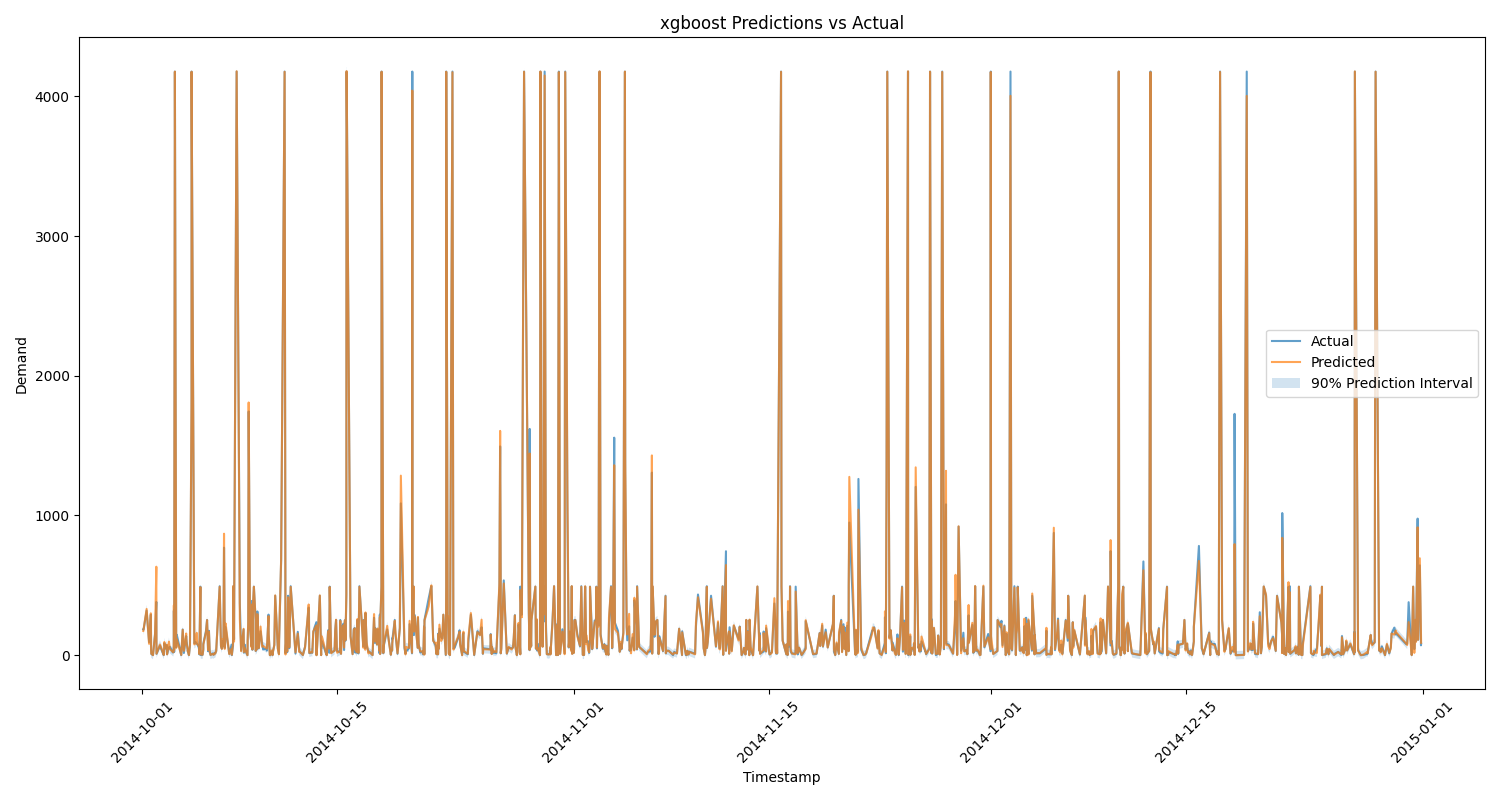 xgboost Predictions vs Actual
4000
3000
2000
1000
0
Demand
Actual
Predicted
90% Prediction Interval
2014-10-01
2014-10-15
2014-11-01
2014-11-15
2014-12-01
2014-12-15
2015-01-01
Timestamp